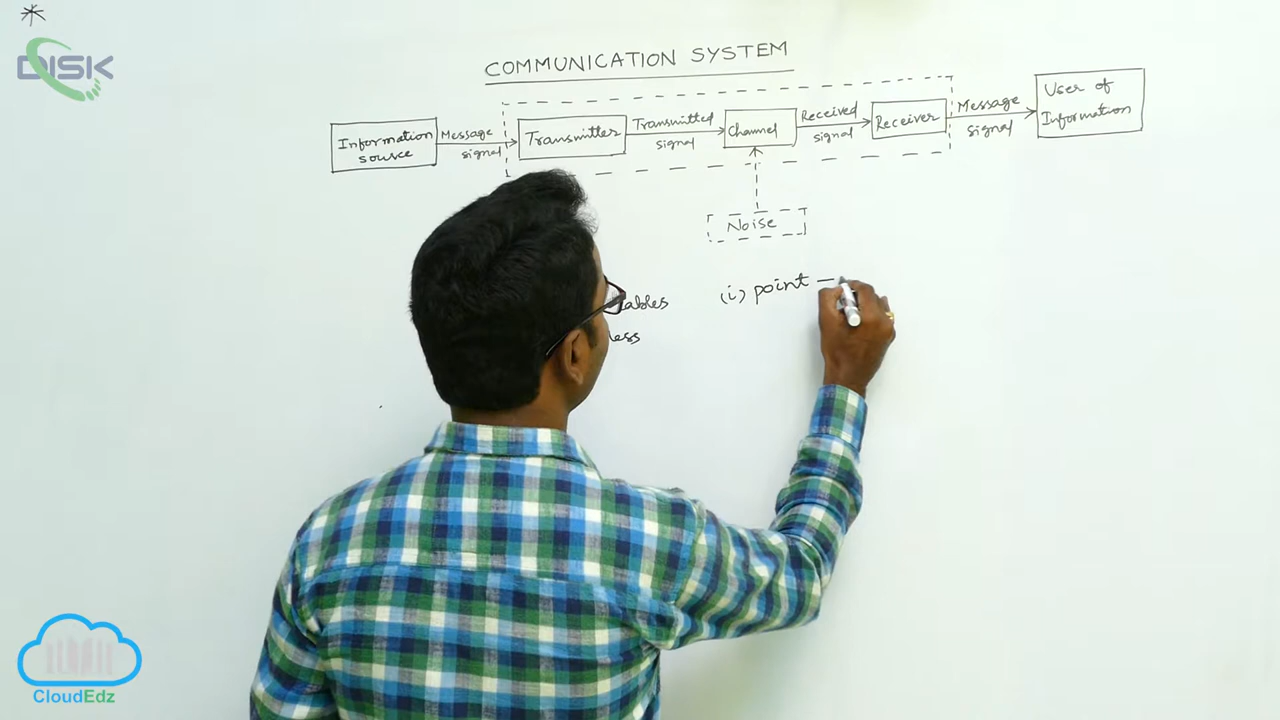 *
DISK
COMMUNICATION SYSTEM
Information source
Message signal
Transmitter
Transmitted signal
Channel
Received signal
Receiver
Message signal
User of Information
Noise
(i) point –
CloudEdz